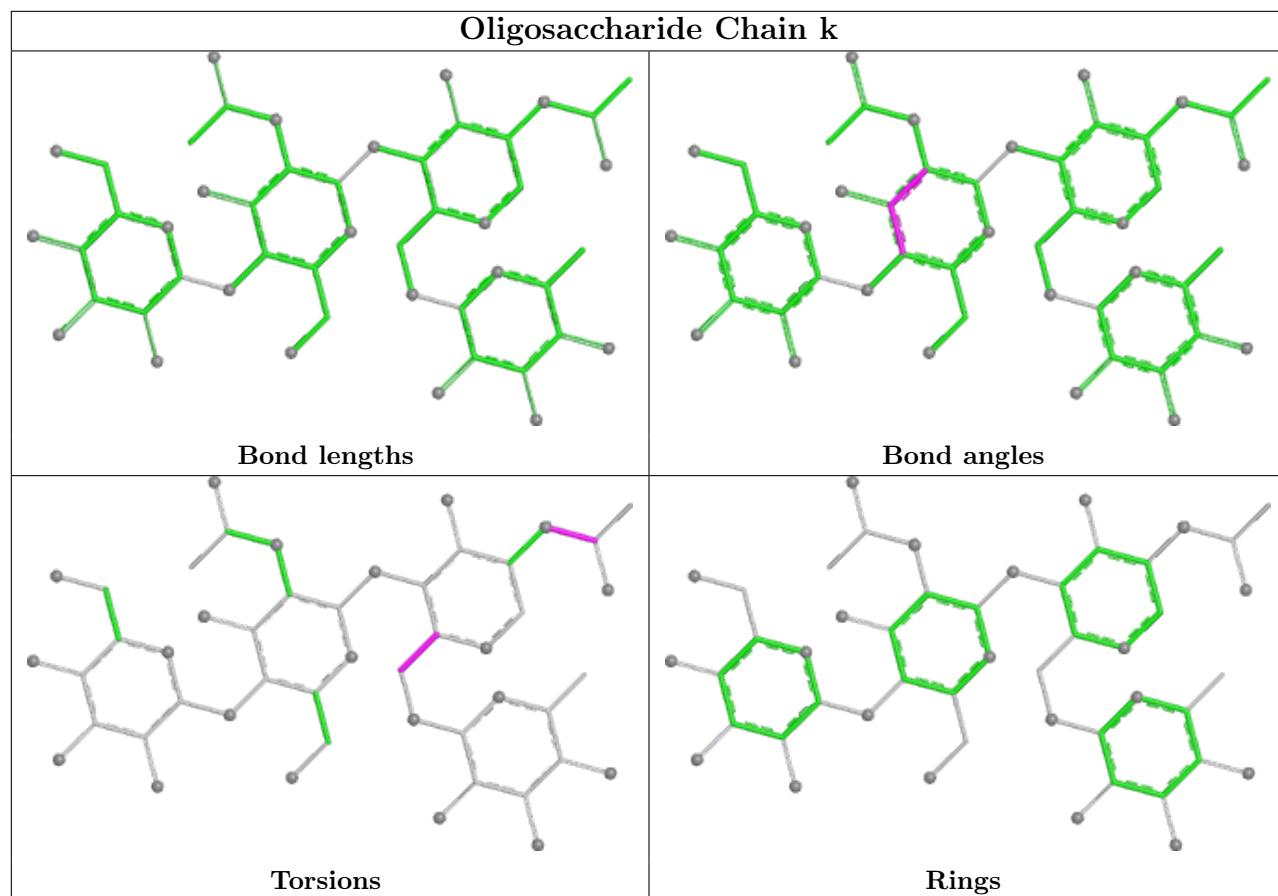 Oligosaccharide Chain k
Bond lengths
Bond angles
Torsions
Rings